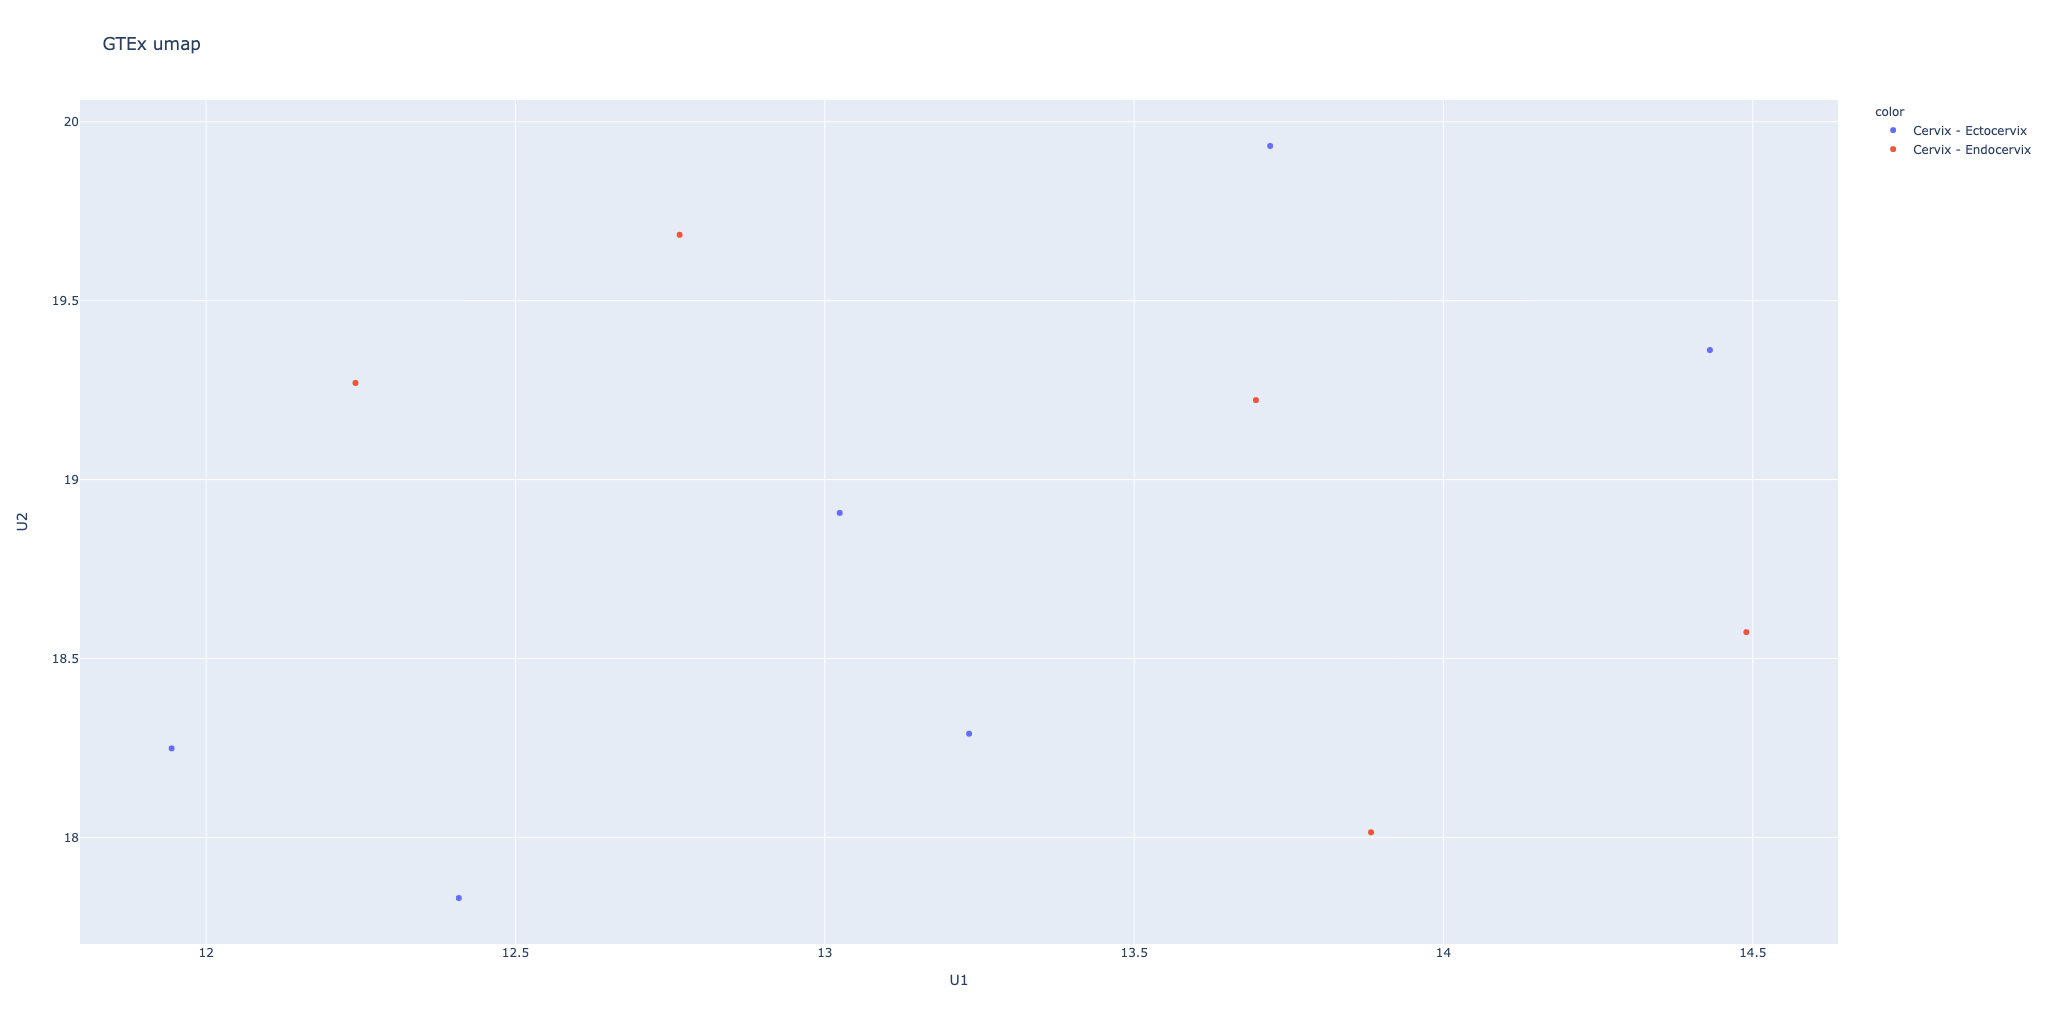 GTEx umap
color
Cervix - Ectocervix
Cervix - Endocervix
20
19.5
19
18.5
18
U2
12
12.5
13
13.5
14
14.5
U1